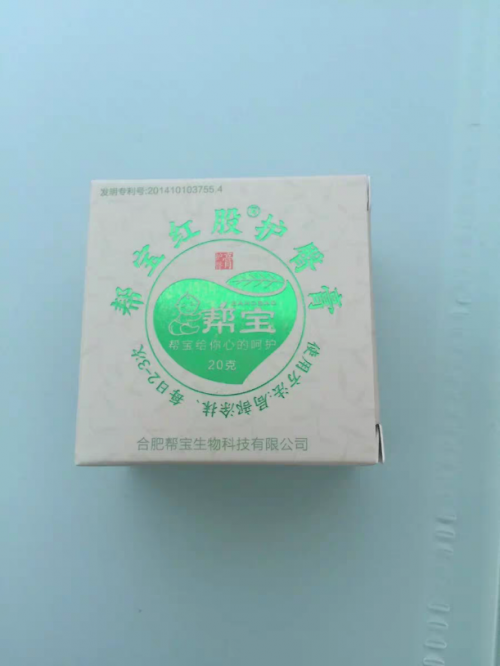 发明专利号:201410103755.4
帮宝红股®护修膏
帮宝
帮宝给你心的呵护
20克
使用方法:局部涂抹、每日2-3次
合肥帮宝生物科技有限公司